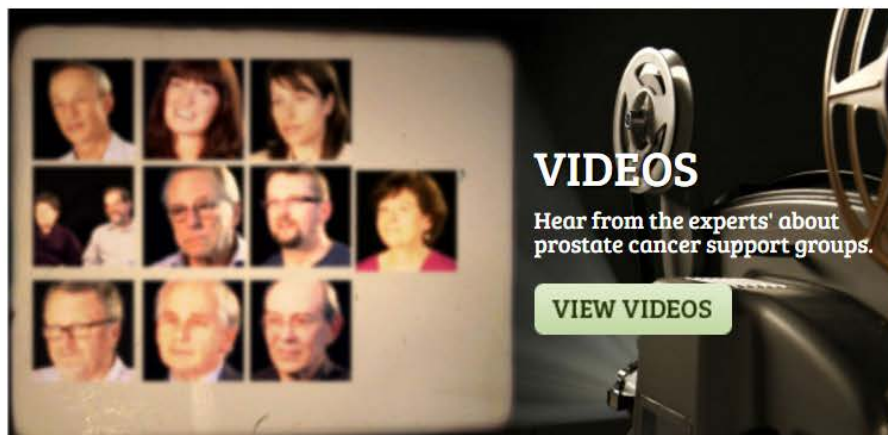 VIDEOS
Hear from the experts' about
prostate cancer support groups.
VIEW VIDEOS